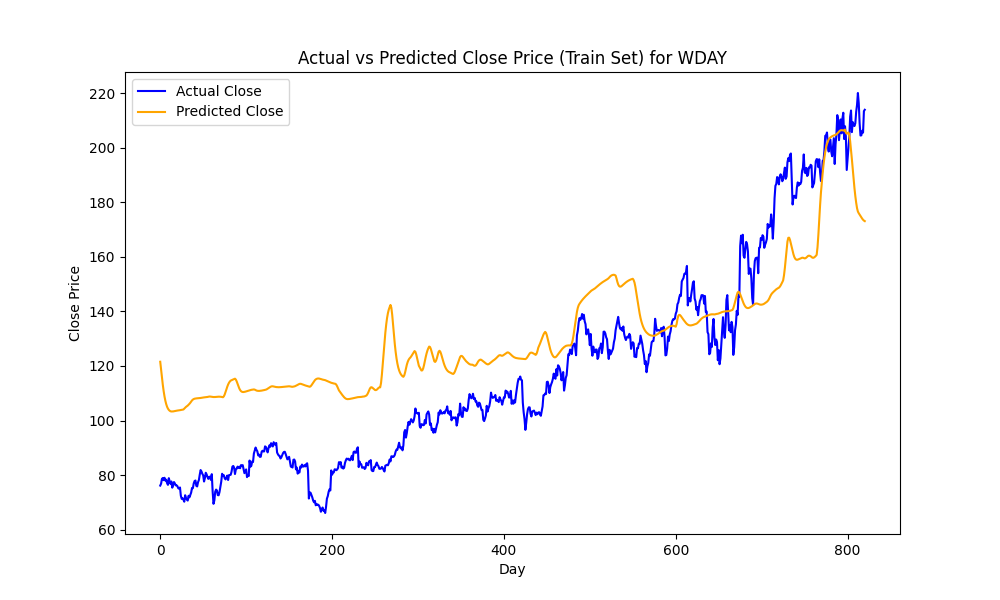 Actual vs Predicted Close Price (Train Set) for WDAY
Actual Close
Predicted Close
220
200
180
160
140
120
100
80
60
Close Price
0 200 400 600 800
Day